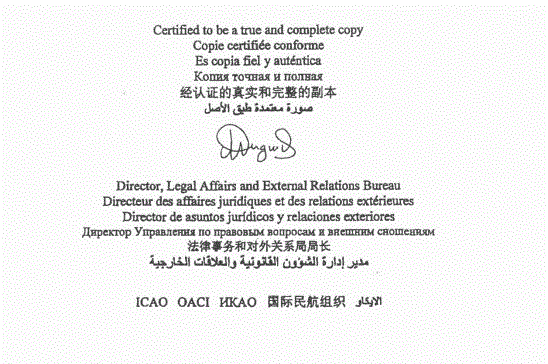 Certified to be a true and complete copy
Copie certifiée conforme
Es copia fiel y auténtica
Копия точная и полная
经认证的真实和完整的副本
صورة معتمدة طبق الأصل
Director, Legal Affairs and External Relations Bureau
Directeur des affaires juridiques et des relations extérieures
Director de asuntos jurídicos y relaciones exteriores
Директор Управления по правовым вопросам и внешним сношениям
法律事务和对外关系局局长
مدير إدارة الشؤون القانونية والعلاقات الخارجية
ICAO OACI ИКАО 国际民航组织 الايكاو